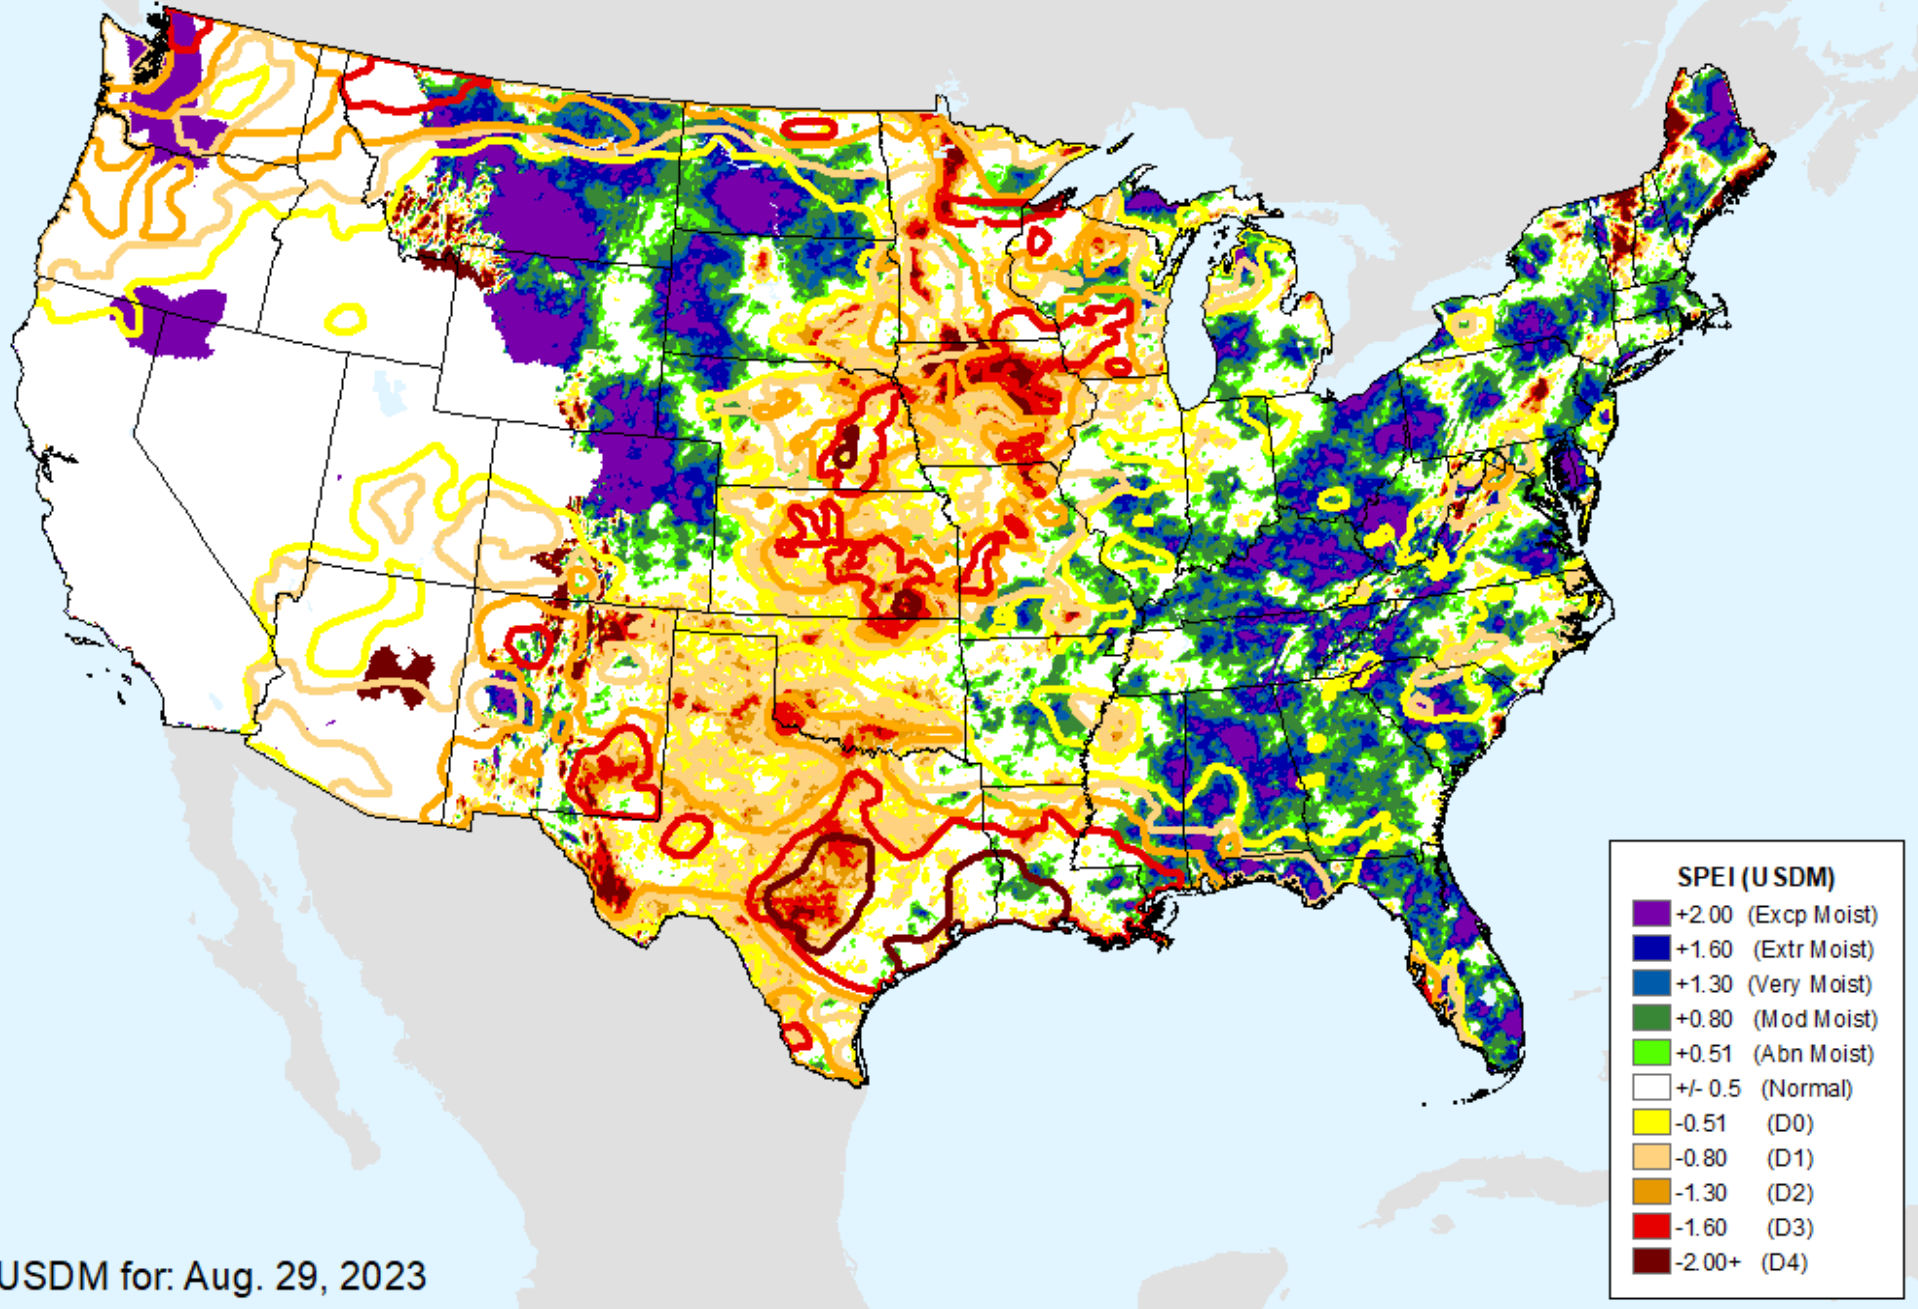 SPEI (USDM)
+2.00 (Excp Moist)
+1.60 (Extr Moist)
+1.30 (Very Moist)
+0.80 (Mod Moist)
+0.51 (Abn Moist)
+/- 0.5 (Normal)
-0.51 (D0)
-0.80 (D1)
-1.30 (D2)
-1.60 (D3)
-2.00+ (D4)
USDM for: Aug. 29, 2023